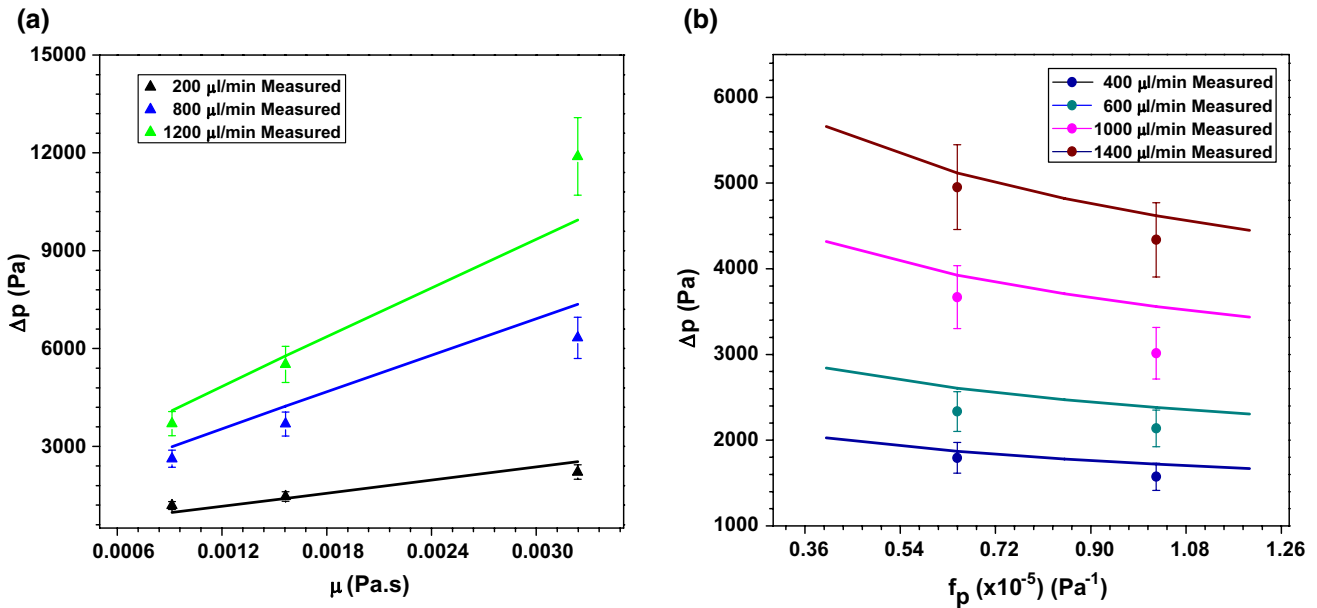 (a)
15000
12000
9000
6000
3000
Δp (Pa)
200 μl/min Measured
800 μl/min Measured
1200 μl/min Measured
0.0006 0.0012 0.0018 0.0024 0.0030
μ (Pa.s)
(b)
6000
5000
4000
3000
2000
1000
Δp (Pa)
400 μl/min Measured
600 μl/min Measured
1000 μl/min Measured
1400 μl/min Measured
0.36 0.54 0.72 0.90 1.08 1.26
f_p (x10⁻⁵) (Pa⁻¹)